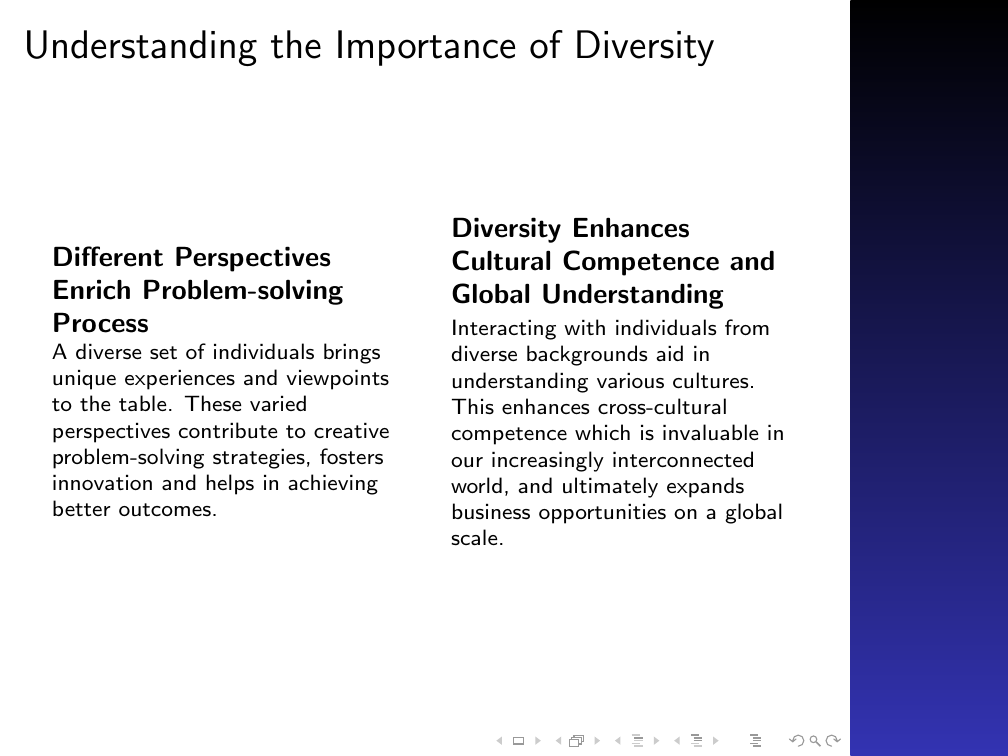 Understanding the Importance of Diversity
Different Perspectives
Enrich Problem-solving
Process
A diverse set of individuals brings
unique experiences and viewpoints
to the table. These varied
perspectives contribute to creative
problem-solving strategies, fosters
innovation and helps in achieving
better outcomes.
Diversity Enhances
Cultural Competence and
Global Understanding
Interacting with individuals from
diverse backgrounds aid in
understanding various cultures.
This enhances cross-cultural
competence which is invaluable in
our increasingly interconnected
world, and ultimately expands
business opportunities on a global
scale.